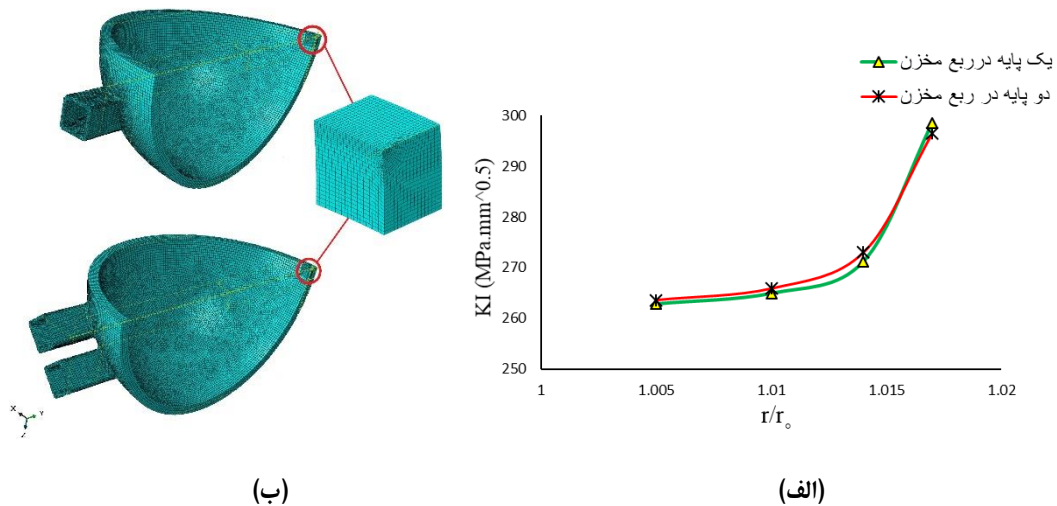 یک پایه درربع مخزن
دو پایه در ربع مخزن
300
290
280
270
260
250
KI (MPa.mm^0.5)
1
1.005
1.01
1.015
1.02
r/r∘
X
Y
Z
(الف)
(ب)